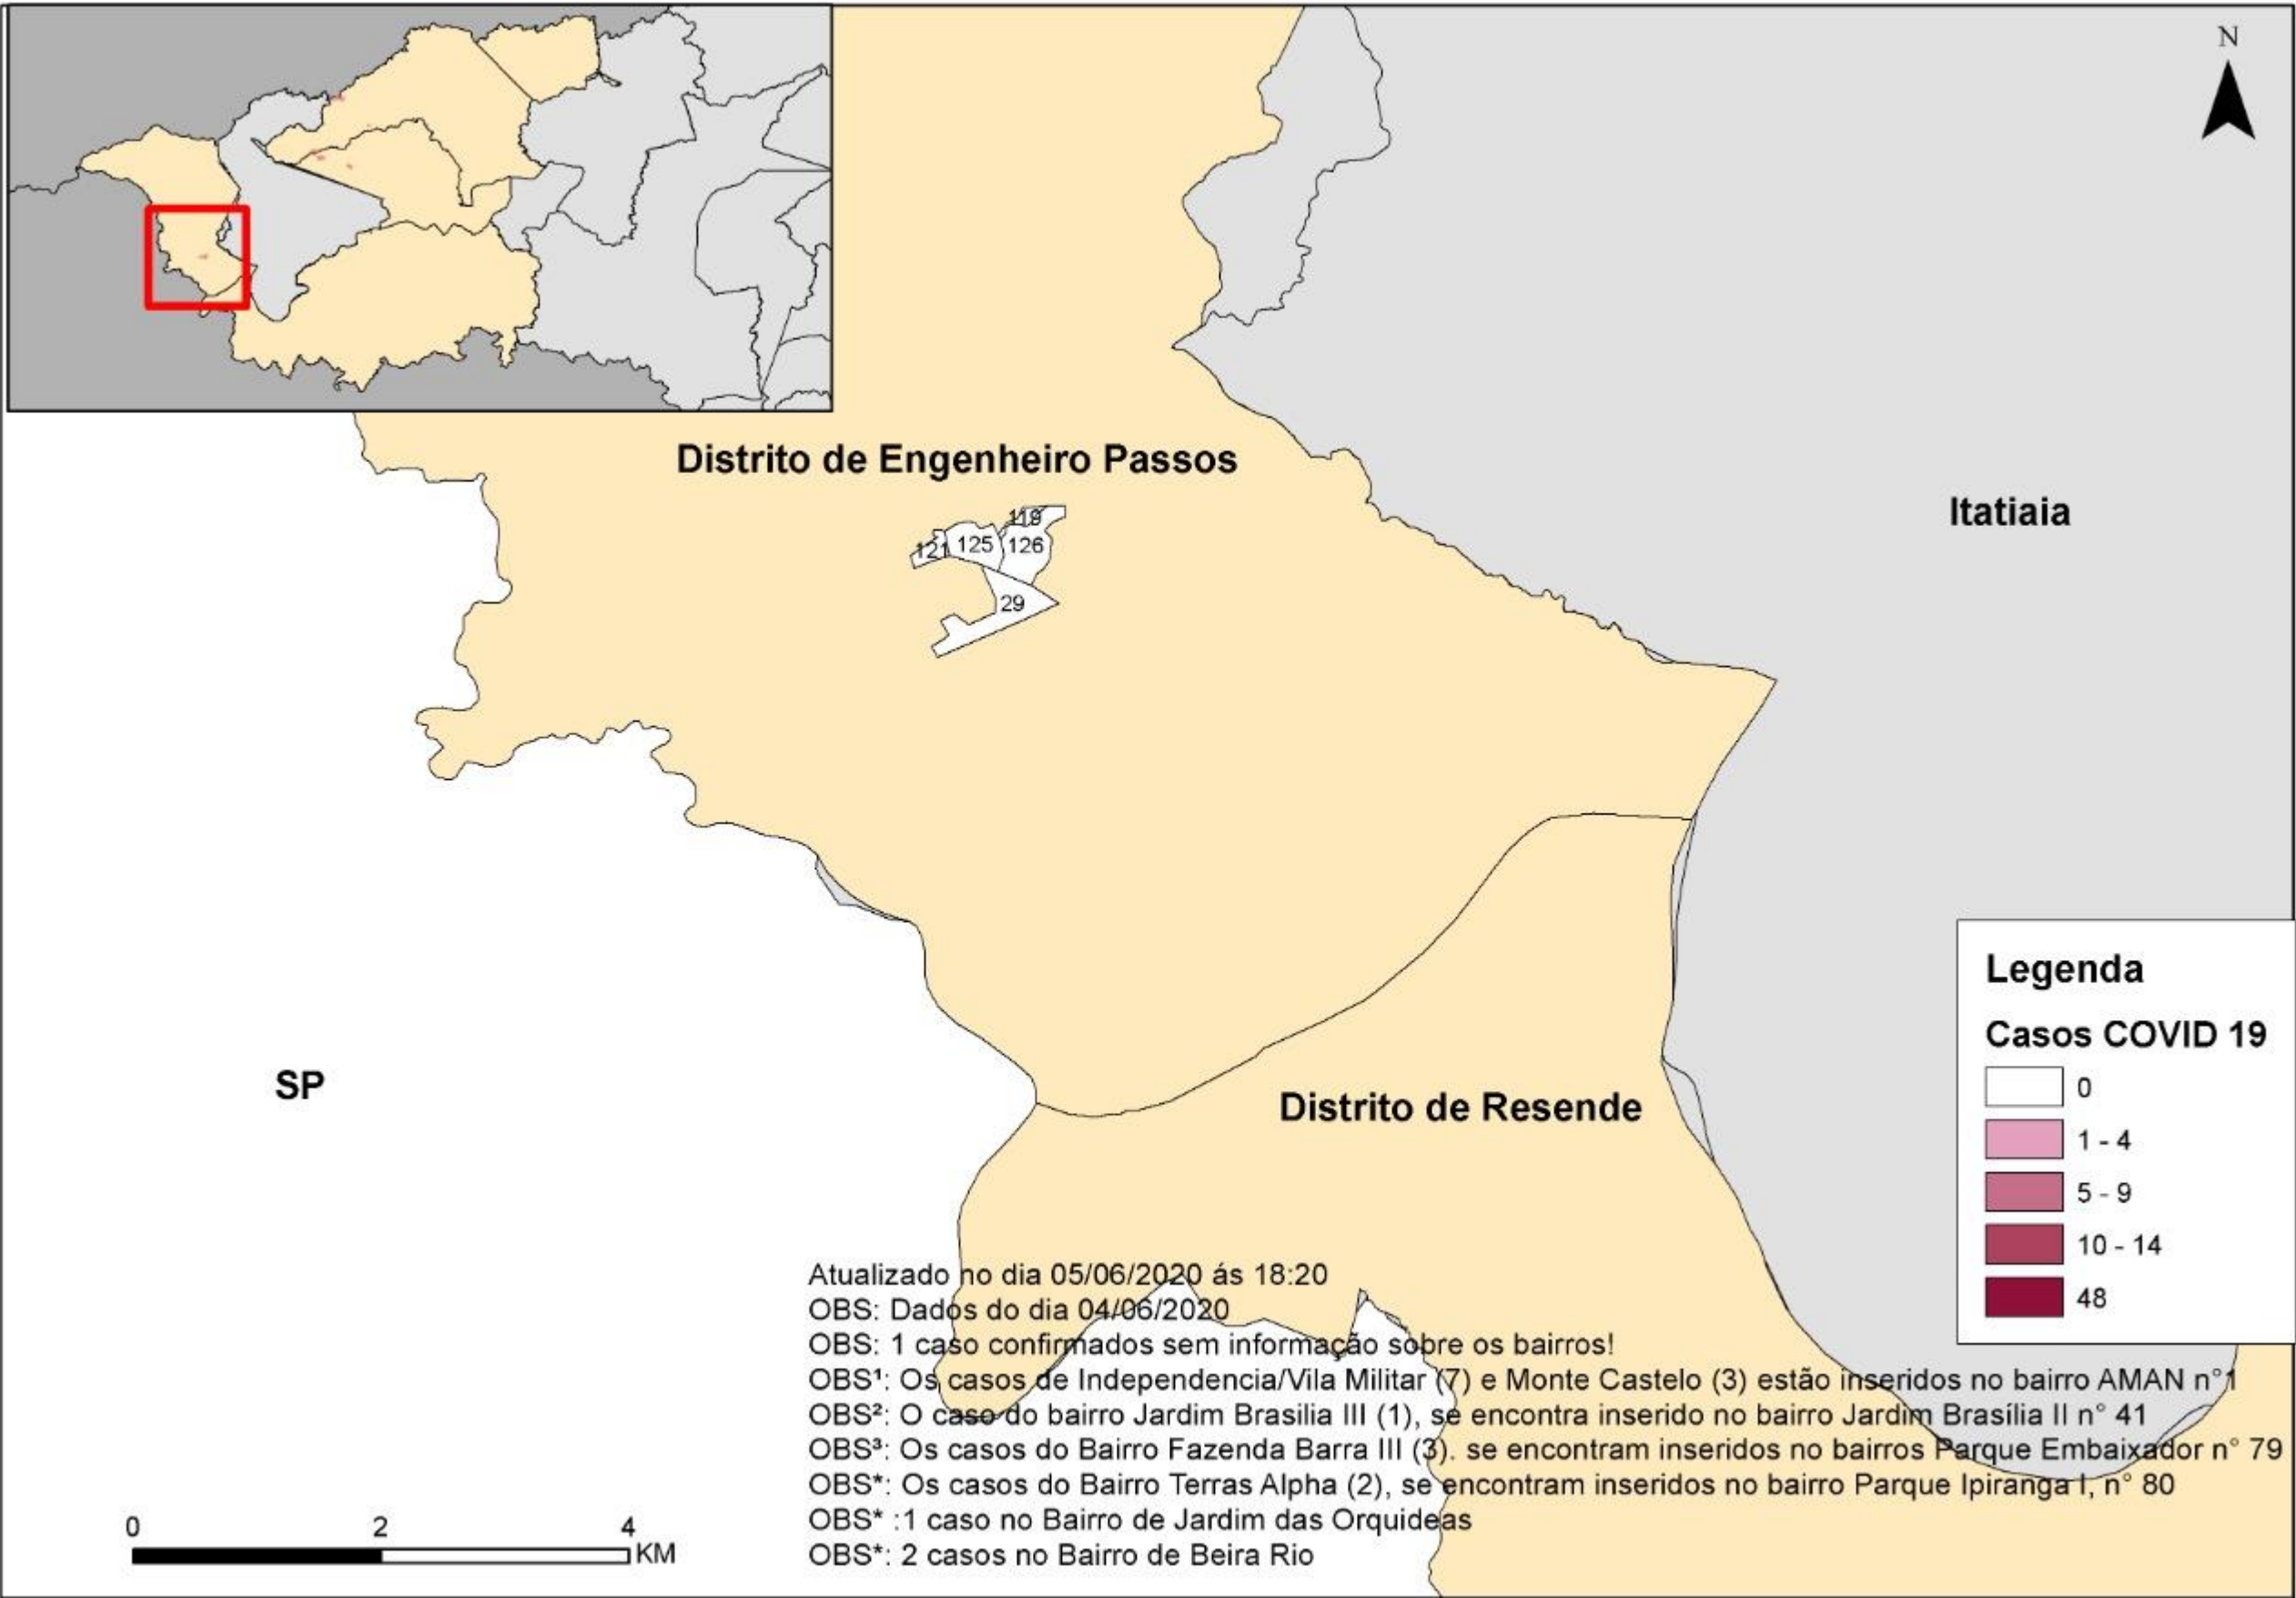 N
Distrito de Engenheiro Passos
Itatiaia
119
121
125
126
29
SP
Distrito de Resende
Legenda
Casos COVID 19
0
1 - 4
5 - 9
10 - 14
48
Atualizado no dia 05/06/2020 ás 18:20
OBS: Dados do dia 04/06/2020
OBS: 1 caso confirmados sem informação sobre os bairros!
OBS¹: Os casos de Independencia/Vila Militar (7) e Monte Castelo (3) estão inseridos no bairro AMAN n°1
OBS²: O caso do bairro Jardim Brasilia III (1), se encontra inserido no bairro Jardim Brasília II n° 41
OBS³: Os casos do Bairro Fazenda Barra III (3). se encontram inseridos no bairros Parque Embaixador n° 79
OBS*: Os casos do Bairro Terras Alpha (2), se encontram inseridos no bairro Parque Ipiranga I, n° 80
OBS* :1 caso no Bairro de Jardim das Orquideas
OBS*: 2 casos no Bairro de Beira Rio
0 2 4
KM